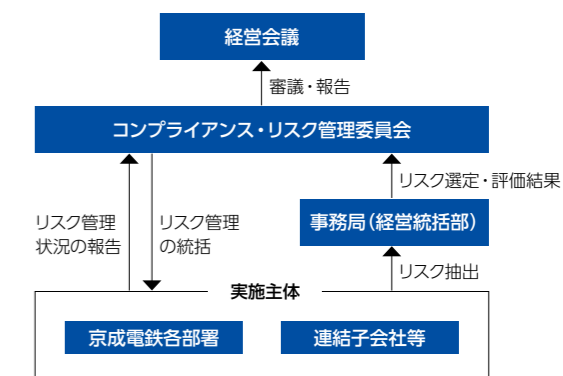 経営会議
審議・報告
コンプライアンス・リスク管理委員会
リスク選定・評価結果
リスク管理
状況の報告
リスク管理
の統括
事務局（経営統括部）
リスク抽出
実施主体
京成電鉄各部署
連結子会社等